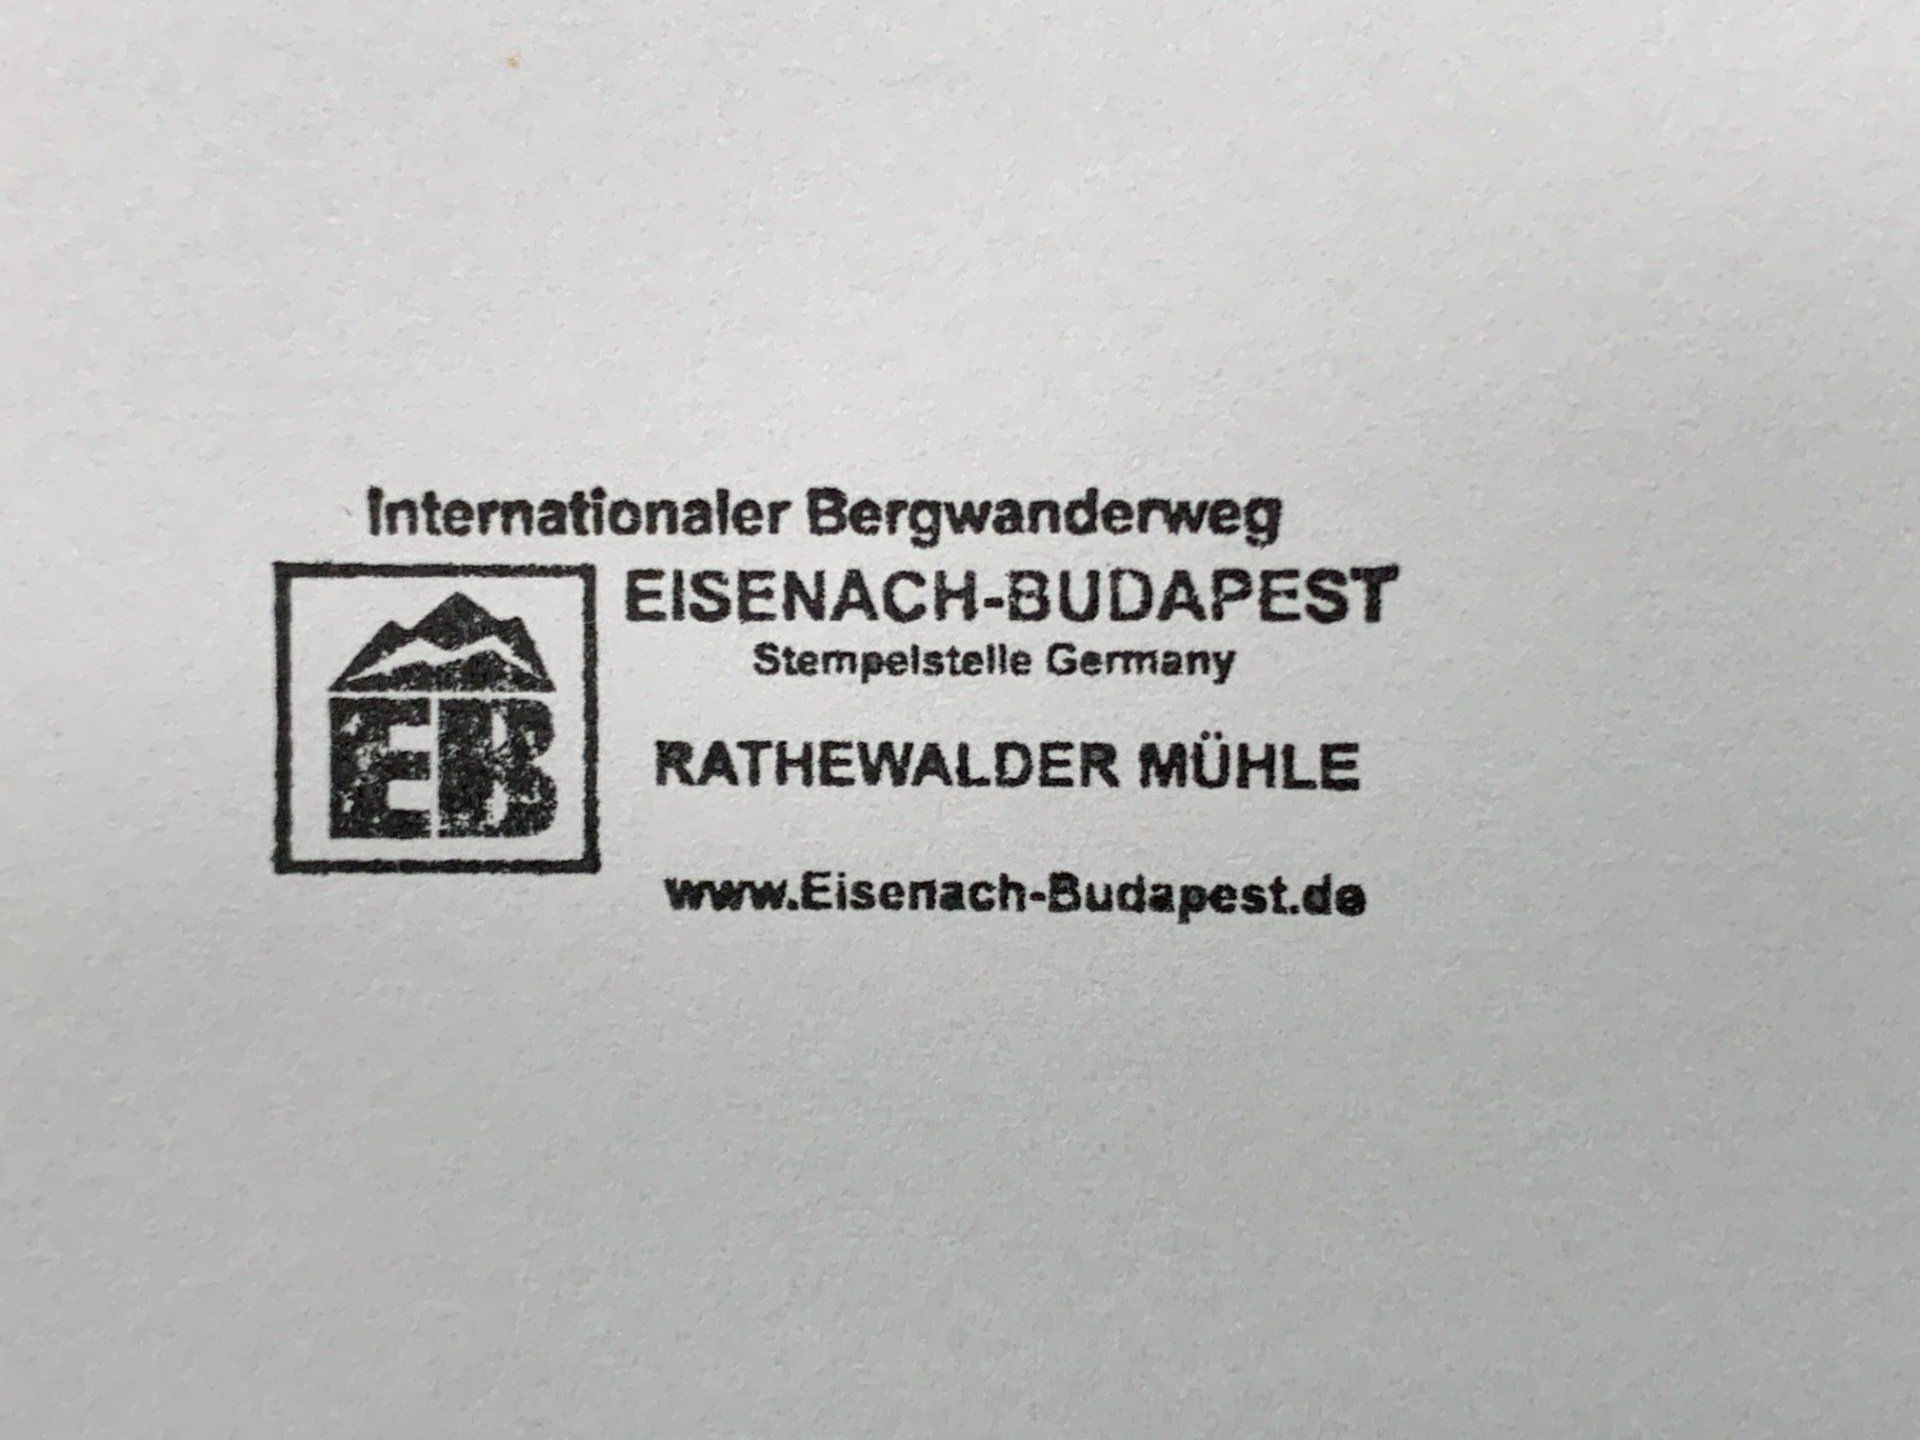 Internationaler Bergwanderweg
EISENACH-BUDAPEST
Stempelstelle Germany
EB
RATHEWALDER MÜHLE
www.Eisenach-Budapest.de